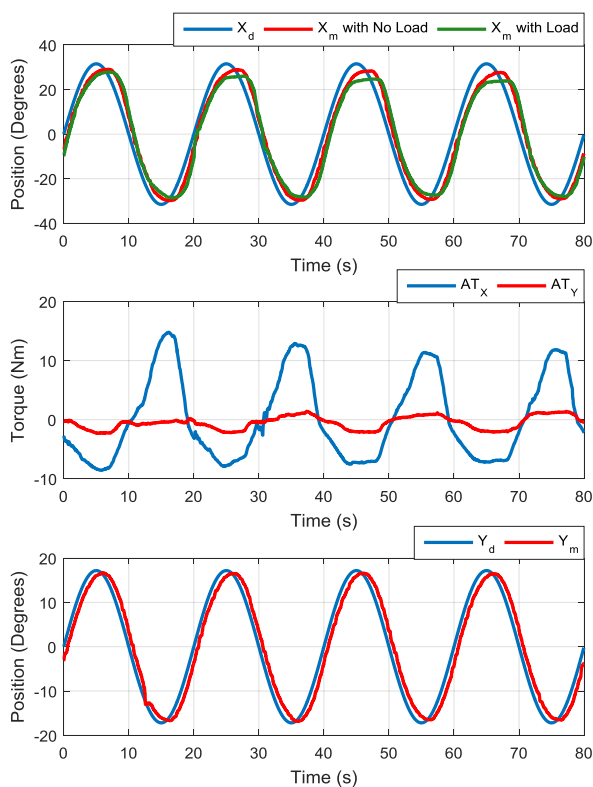 X_d X_m with No Load X_m with Load
40
20
0
-20
-40
Position (Degrees)
0 10 20 30 40 50 60 70 80
Time (s)
AT_X AT_Y
20
10
0
-10
Torque (Nm)
0 10 20 30 40 50 60 70 80
Time (s)
Y_d Y_m
20
10
0
-10
-20
Position (Degrees)
0 10 20 30 40 50 60 70 80
Time (s)